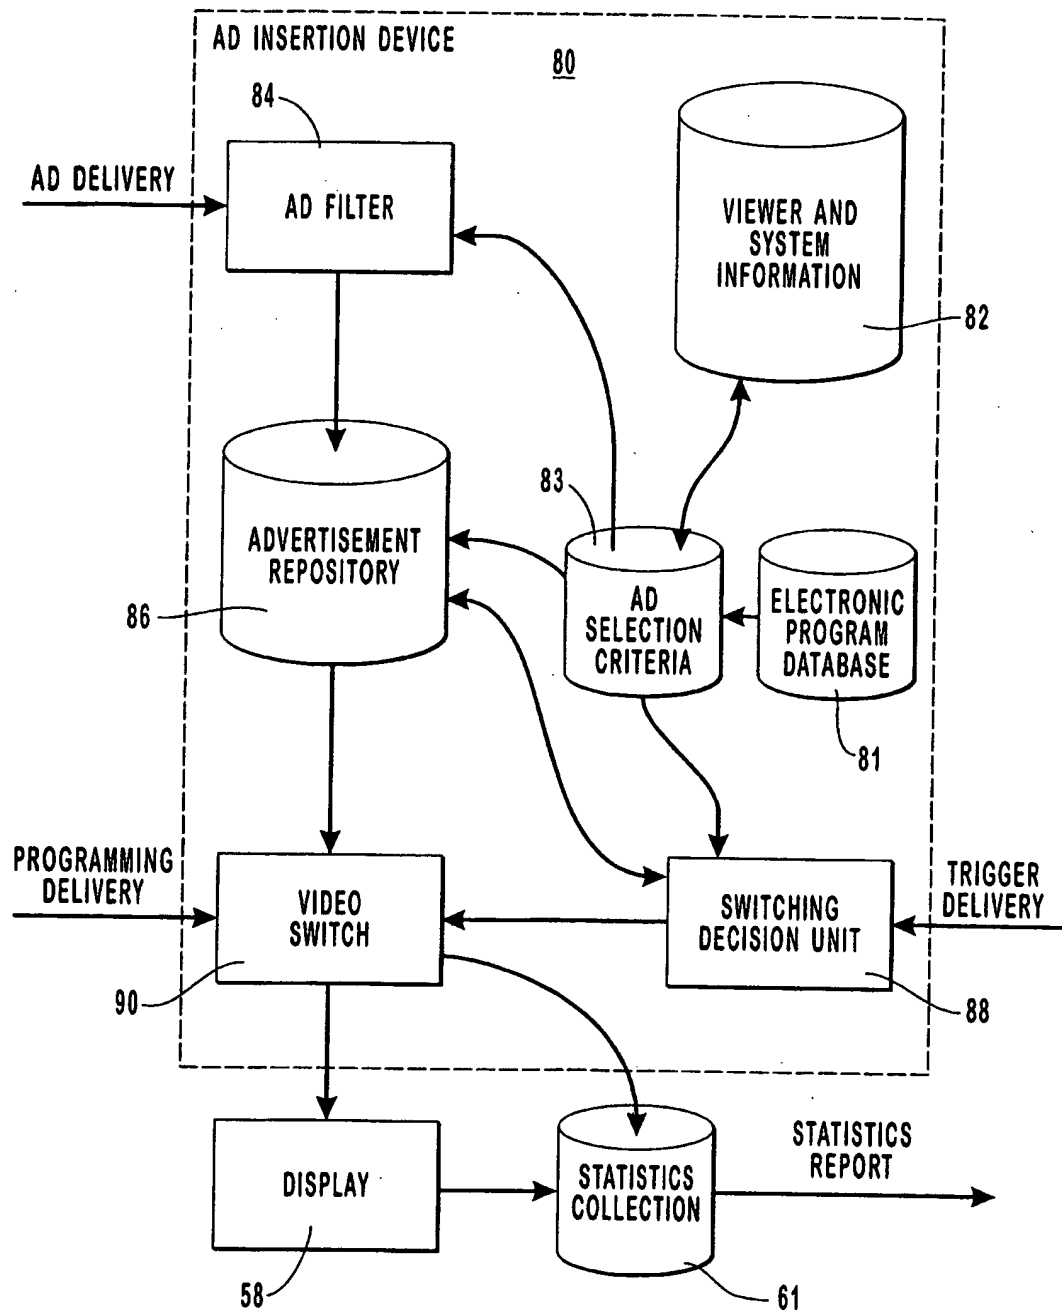 AD INSERTION DEVICE
80
84
AD DELIVERY
AD FILTER
VIEWER AND
SYSTEM
INFORMATION
82
83
ADVERTISEMENT
REPOSITORY
86
AD
SELECTION
CRITERIA
ELECTRONIC
PROGRAM
DATABASE
81
PROGRAMMING
DELIVERY
VIDEO
SWITCH
90
SWITCHING
DECISION UNIT
88
TRIGGER
DELIVERY
DISPLAY
58
STATISTICS
COLLECTION
61
STATISTICS
REPORT